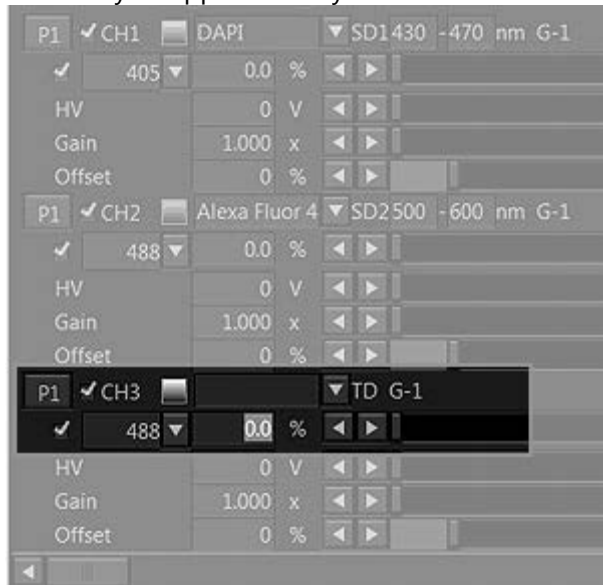 P1 CH1 DAPI SD1 430 - 470 nm G-1
405 0.0 %
HV 0 V
Gain 1.000 x
Offset 0 %
P1 CH2 Alexa Fluor 4 SD2 500 - 600 nm G-1
488 0.0 %
HV 0 V
Gain 1.000 x
Offset 0 %
P1 CH3 TD G-1
488 0.0 %
HV 0 V
Gain 1.000 x
Offset 0 %